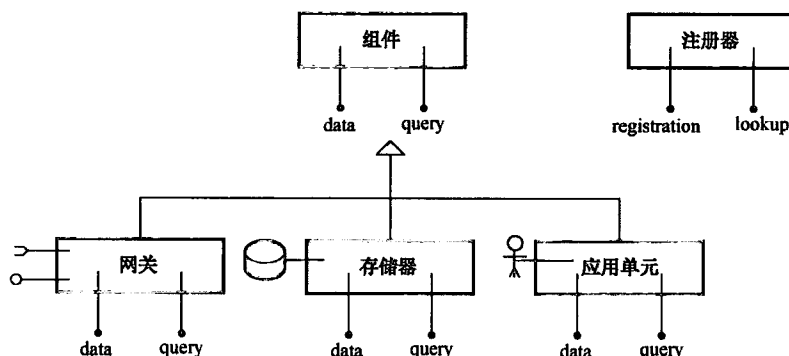 组件
注册器
data
query
registration
lookup
网关
存储器
应用单元
data
query
data
query
data
query